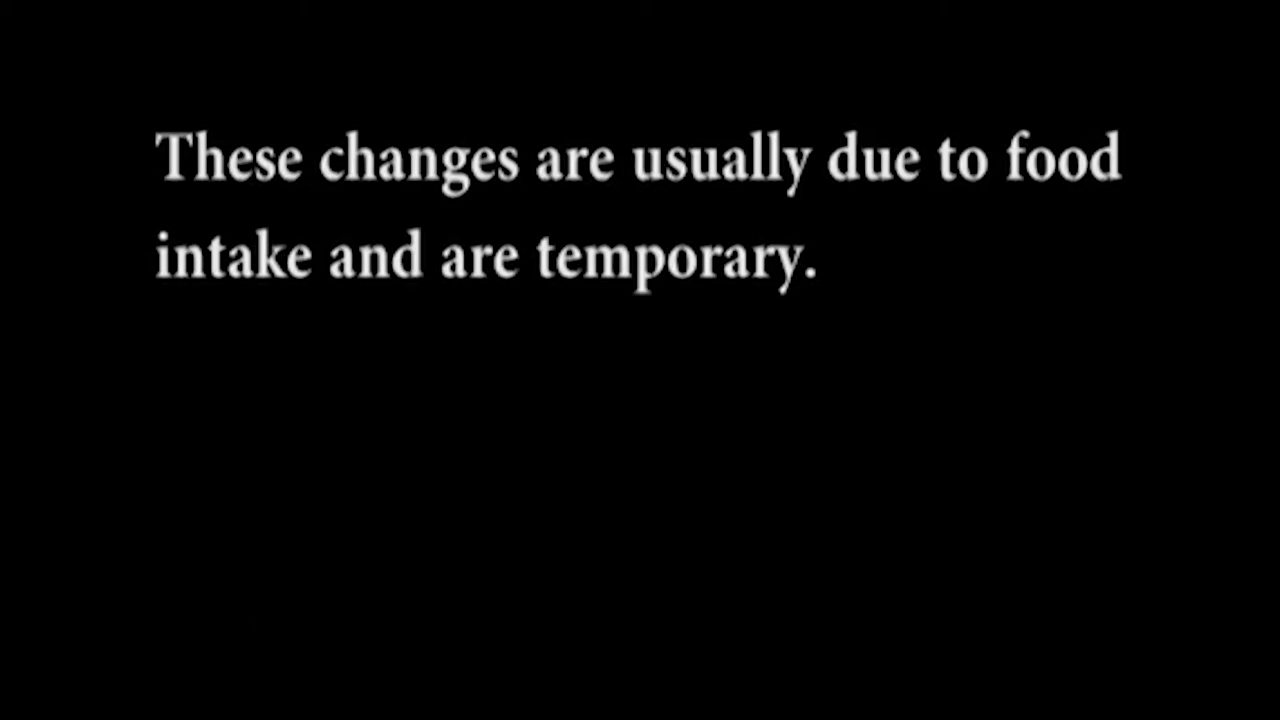 These changes are usually due to food
intake and are temporary.